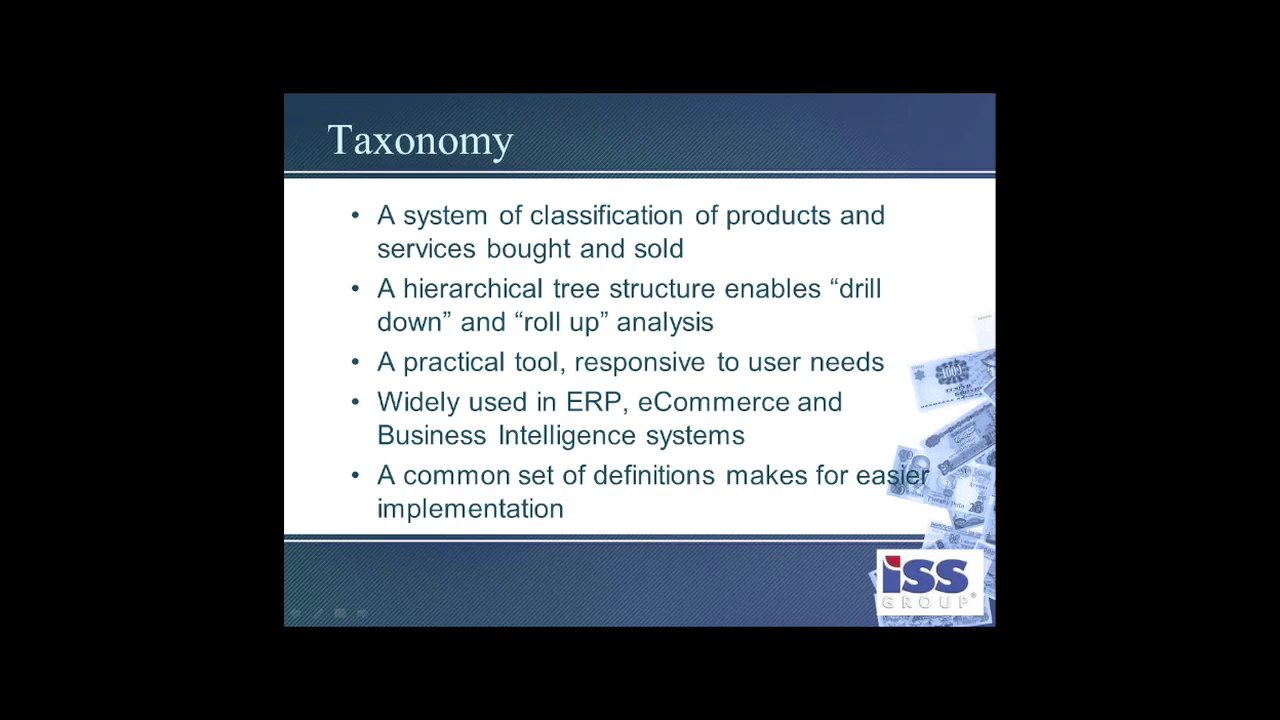 Taxonomy
• A system of classification of products and
services bought and sold
• A hierarchical tree structure enables “drill
down” and “roll up” analysis
• A practical tool, responsive to user needs
• Widely used in ERP, eCommerce and
Business Intelligence systems
• A common set of definitions makes for easier
implementation
iSS
GROUP®